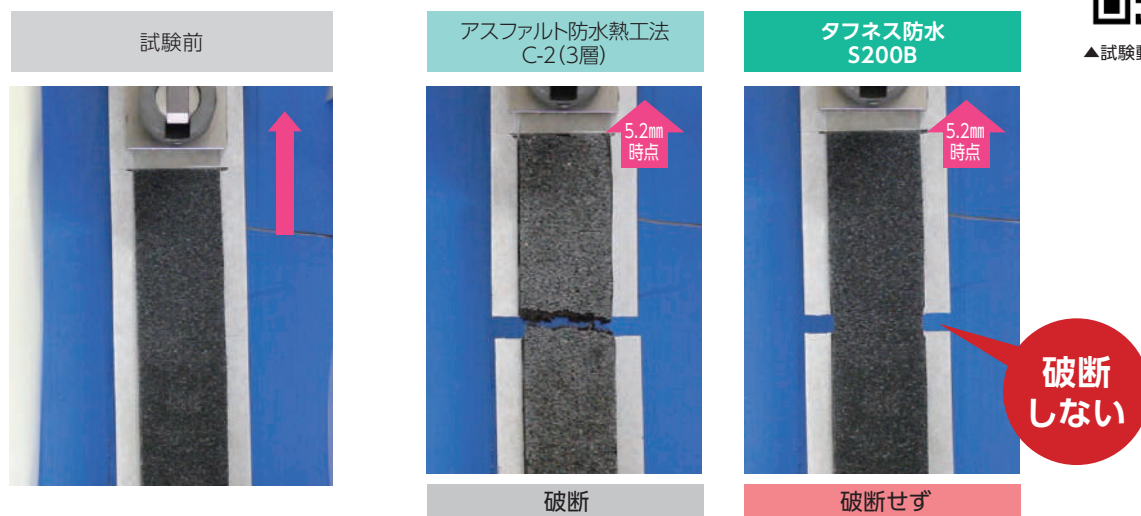 試験前
アスファルト防水熱工法
C-2(3層)
タフネス防水
S200B
▲試験
5.2㎜
時点
5.2㎜
時点
破断
しない
破断
破断せず